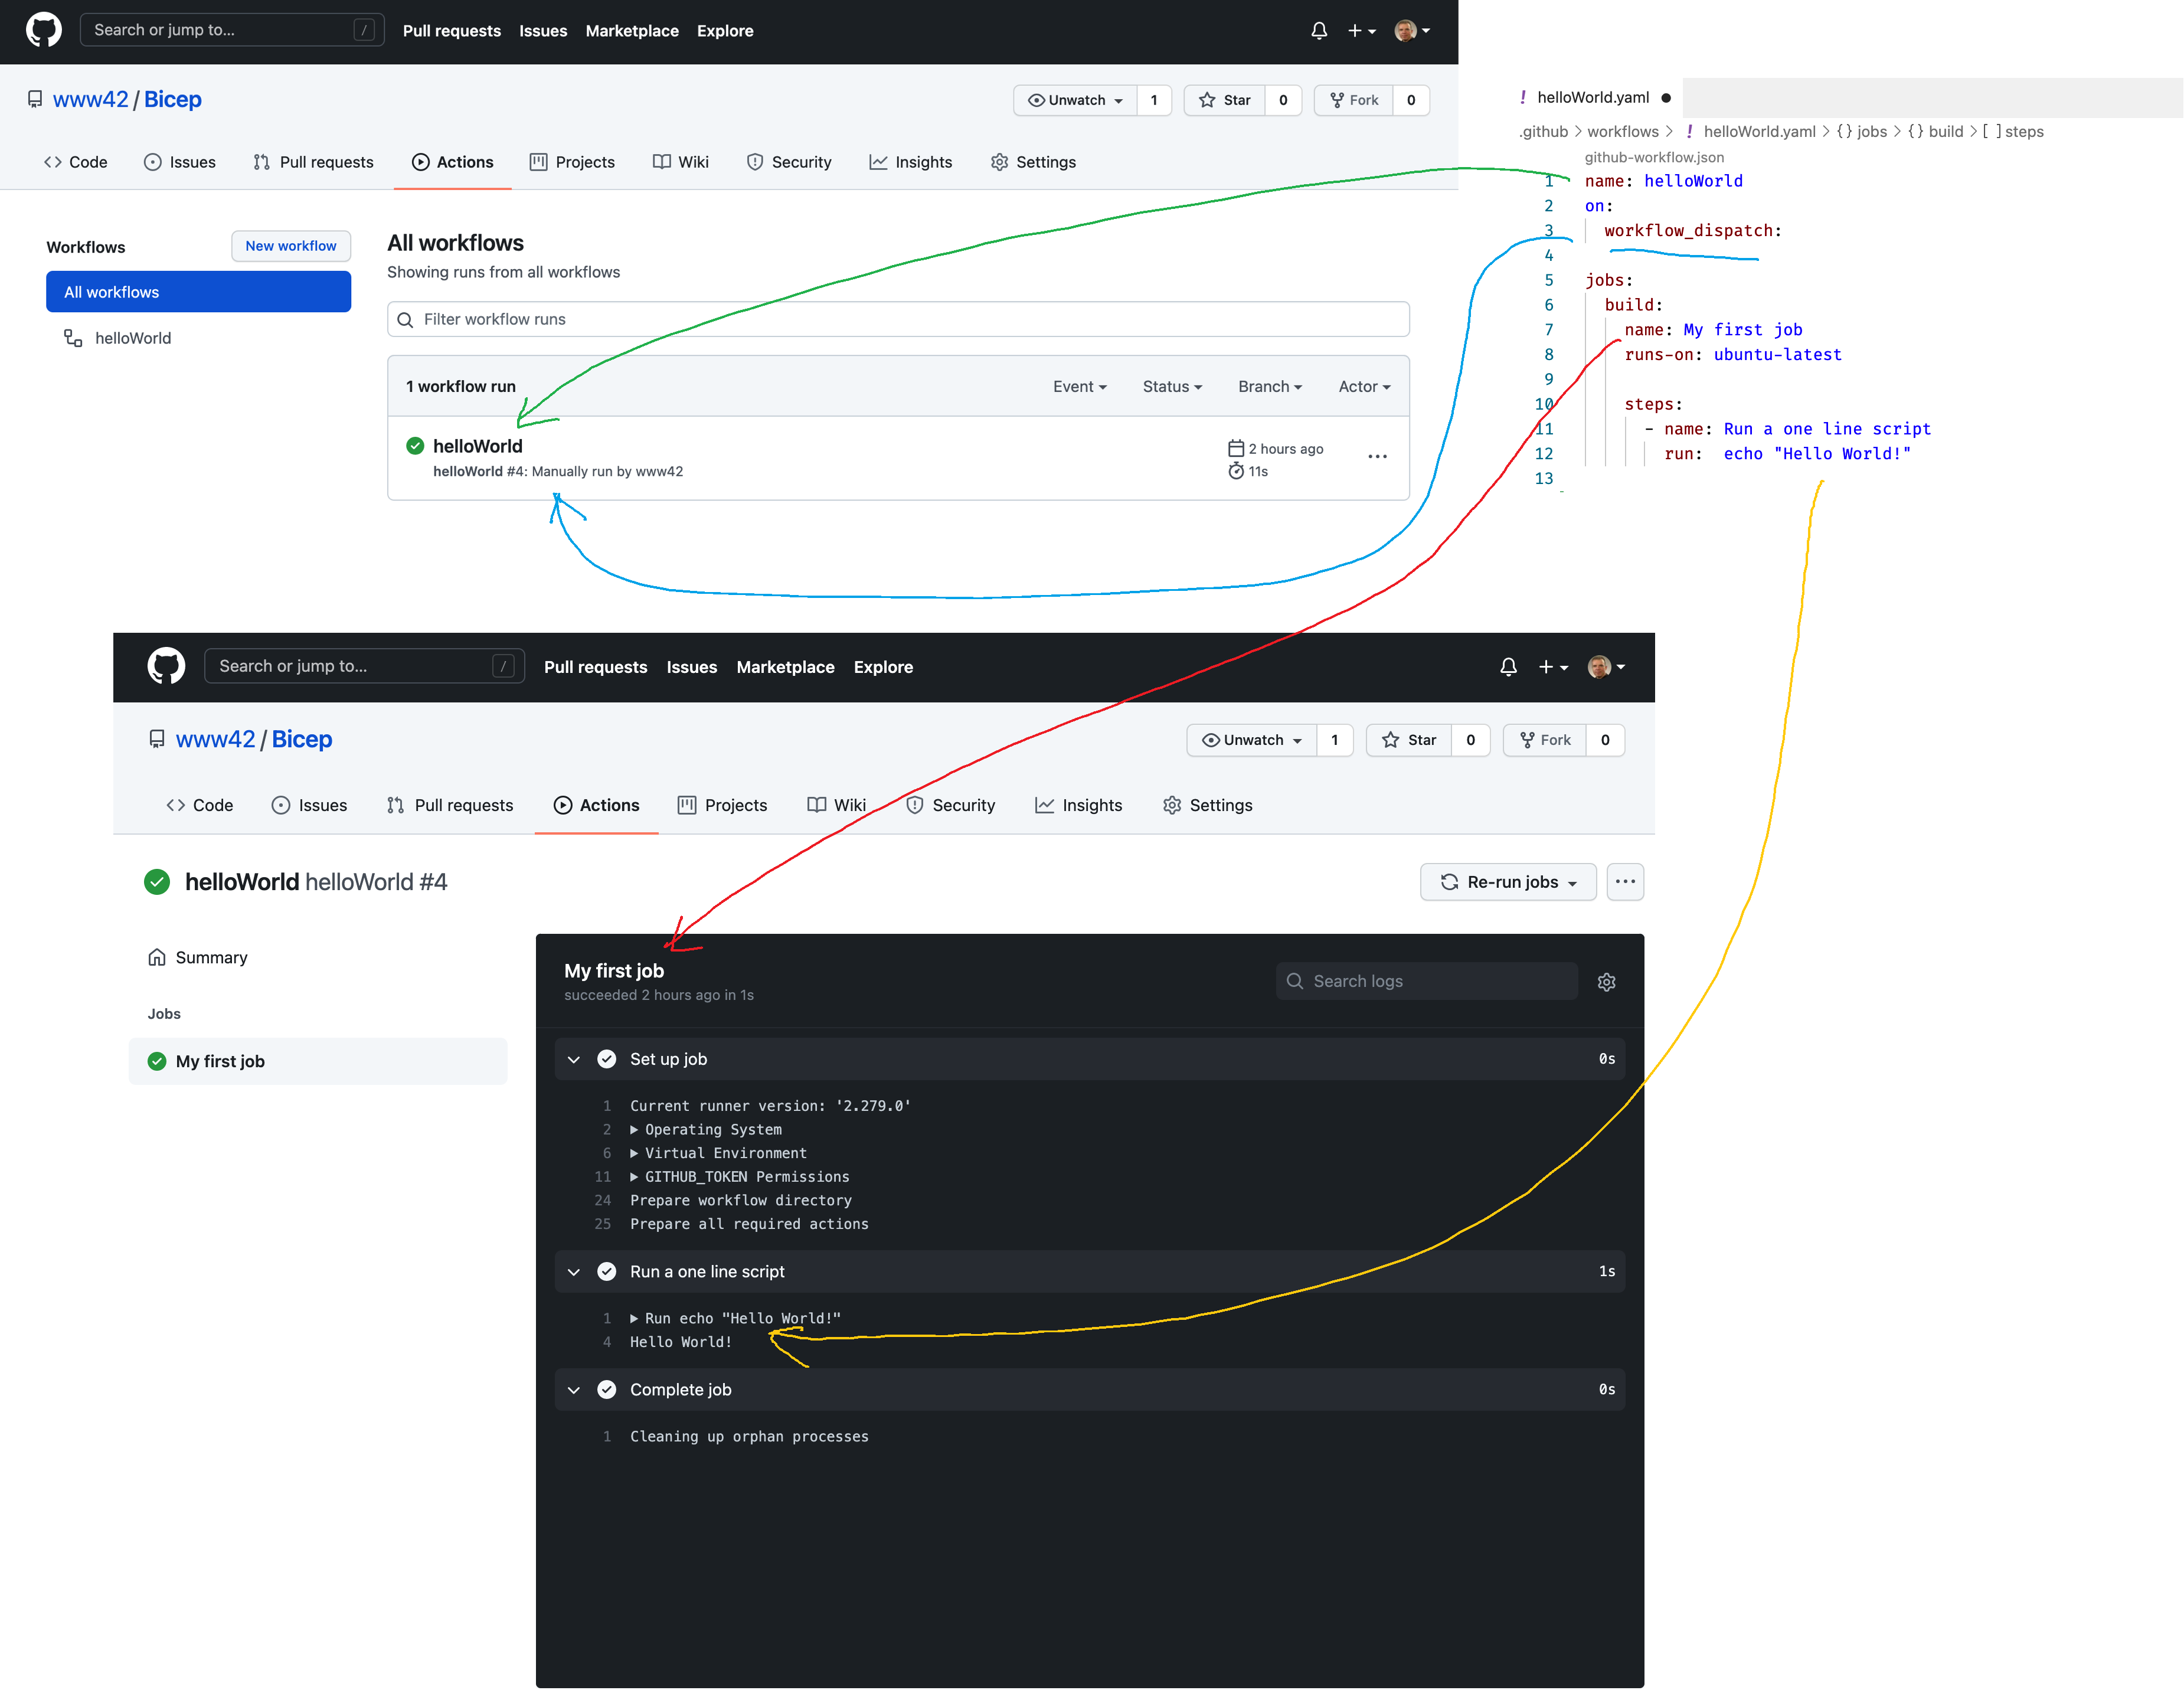 Search or jump to... /
Pull requests Issues Marketplace Explore
www42 / Bicep
Unwatch 1 Star 0 Fork 0
Code Issues Pull requests Actions Projects Wiki Security Insights Settings
Workflows New workflow
All workflows
helloWorld
All workflows
Showing runs from all workflows
Filter workflow runs
1 workflow run Event Status Branch Actor
helloWorld
helloWorld #4: Manually run by www42
2 hours ago
11s
! helloWorld.yaml ●
.github > workflows > ! helloWorld.yaml > {} jobs > {} build > [ ] steps
github-workflow.json
1 name: helloWorld
2 on:
3 workflow_dispatch:
4
5 jobs:
6 build:
7 name: My first job
8 runs-on: ubuntu-latest
9
10 steps:
11 - name: Run a one line script
12 run: echo "Hello World!"
13
Search or jump to... /
Pull requests Issues Marketplace Explore
www42 / Bicep
Unwatch 1 Star 0 Fork 0
Code Issues Pull requests Actions Projects Wiki Security Insights Settings
helloWorld helloWorld #4
Re-run jobs
Summary
Jobs
My first job
My first job
succeeded 2 hours ago in 1s
Search logs
Set up job 0s
1 Current runner version: '2.279.0'
2 ▶ Operating System
6 ▶ Virtual Environment
11 ▶ GITHUB_TOKEN Permissions
24 Prepare workflow directory
25 Prepare all required actions
Run a one line script 1s
1 ▶ Run echo "Hello World!"
4 Hello World!
Complete job 0s
1 Cleaning up orphan processes